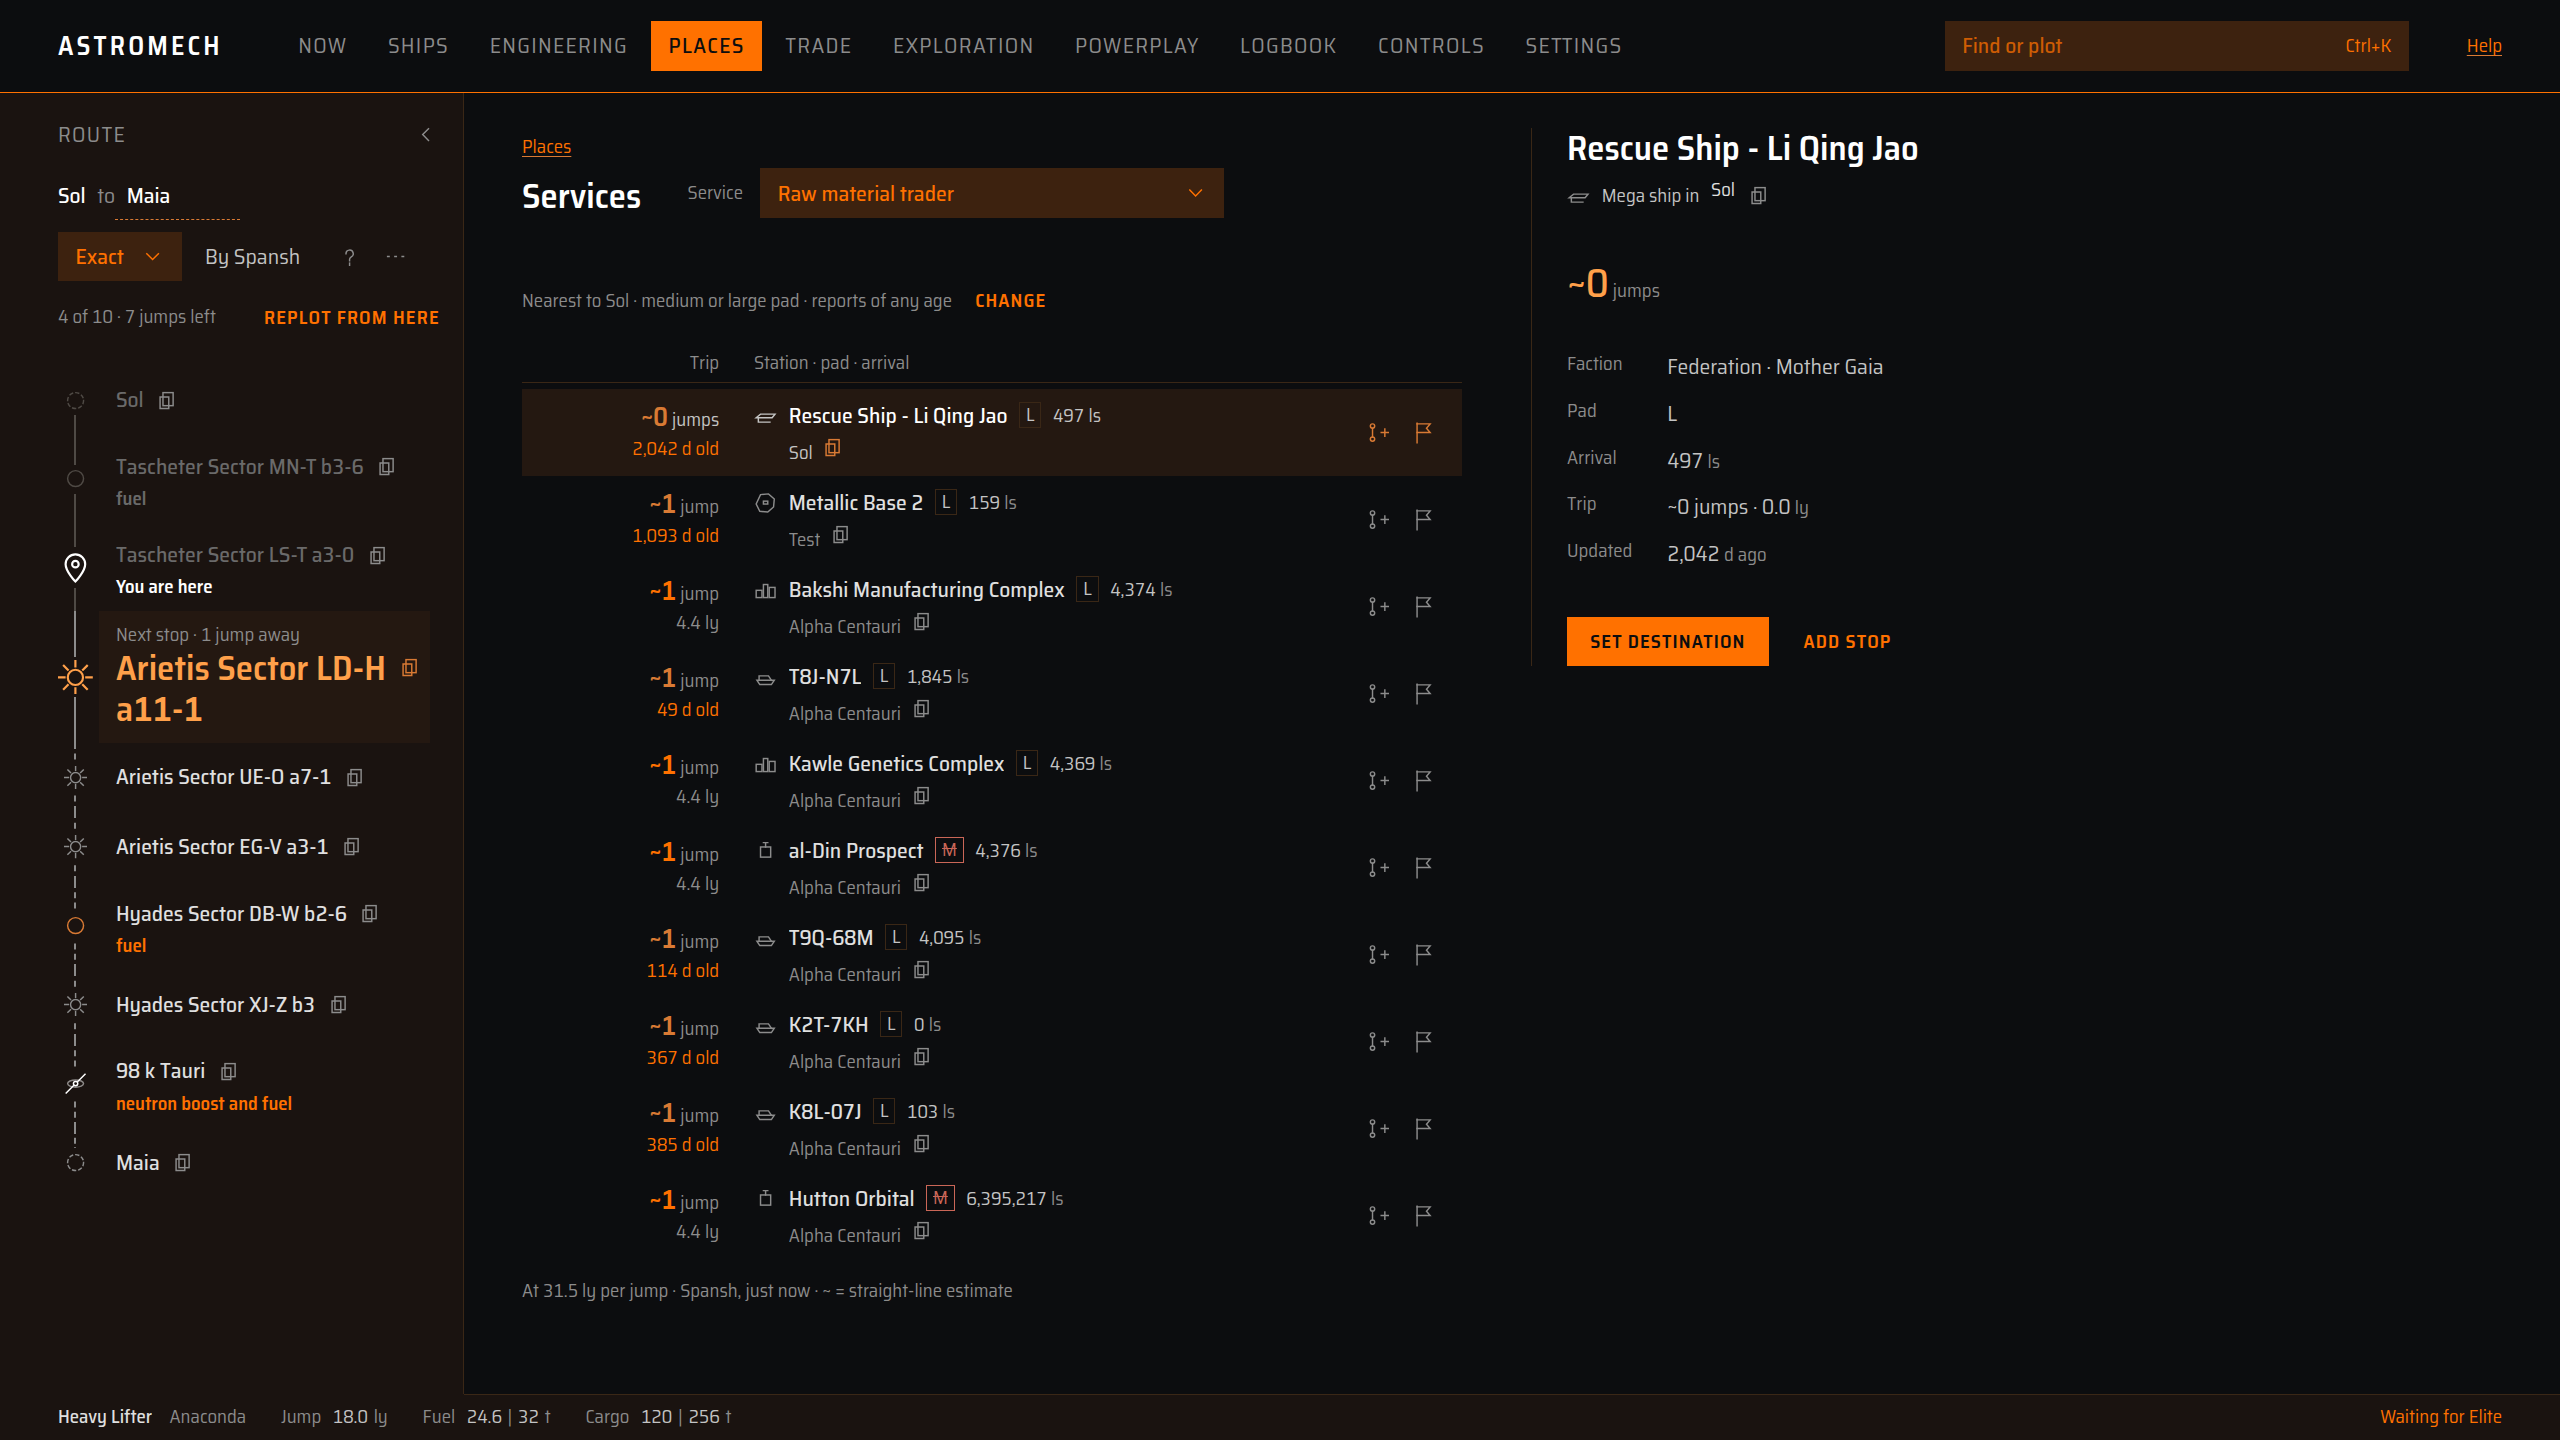 ASTROMECH NOW SHIPS ENGINEERING PLACES TRADE EXPLORATION POWERPLAY LOGBOOK CONTROLS SETTINGS Find or plot Ctrl+K Help
ROUTE
Sol to Maia
Exact By Spansh ? ...
4 of 10 · 7 jumps left REPLOT FROM HERE
Sol
Tascheter Sector MN-T b3-6
fuel
Tascheter Sector LS-T a3-0
You are here
Next stop · 1 jump away
Arietis Sector LD-H
a11-1
Arietis Sector UE-O a7-1
Arietis Sector EG-V a3-1
Hyades Sector DB-W b2-6
fuel
Hyades Sector XJ-Z b3
98 k Tauri
neutron boost and fuel
Maia
Places
Services Service Raw material trader
Nearest to Sol · medium or large pad · reports of any age CHANGE
Trip Station · pad · arrival
~0 jumps Rescue Ship - Li Qing Jao L 497 ls
2,042 d old Sol
~1 jump Metallic Base 2 L 159 ls
1,093 d old Test
~1 jump Bakshi Manufacturing Complex L 4,374 ls
4.4 ly Alpha Centauri
~1 jump T8J-N7L L 1,845 ls
49 d old Alpha Centauri
~1 jump Kawle Genetics Complex L 4,369 ls
4.4 ly Alpha Centauri
~1 jump al-Din Prospect M 4,376 ls
4.4 ly Alpha Centauri
~1 jump T9Q-68M L 4,095 ls
114 d old Alpha Centauri
~1 jump K2T-7KH L 0 ls
367 d old Alpha Centauri
~1 jump K8L-07J L 103 ls
385 d old Alpha Centauri
~1 jump Hutton Orbital M 6,395,217 ls
4.4 ly Alpha Centauri
At 31.5 ly per jump · Spansh, just now · ~ = straight-line estimate
Rescue Ship - Li Qing Jao
Mega ship in Sol
~0 jumps
Faction Federation · Mother Gaia
Pad L
Arrival 497 ls
Trip ~0 jumps · 0.0 ly
Updated 2,042 d ago
SET DESTINATION ADD STOP
Heavy Lifter Anaconda Jump 18.0 ly Fuel 24.6 | 32 t Cargo 120 | 256 t Waiting for Elite